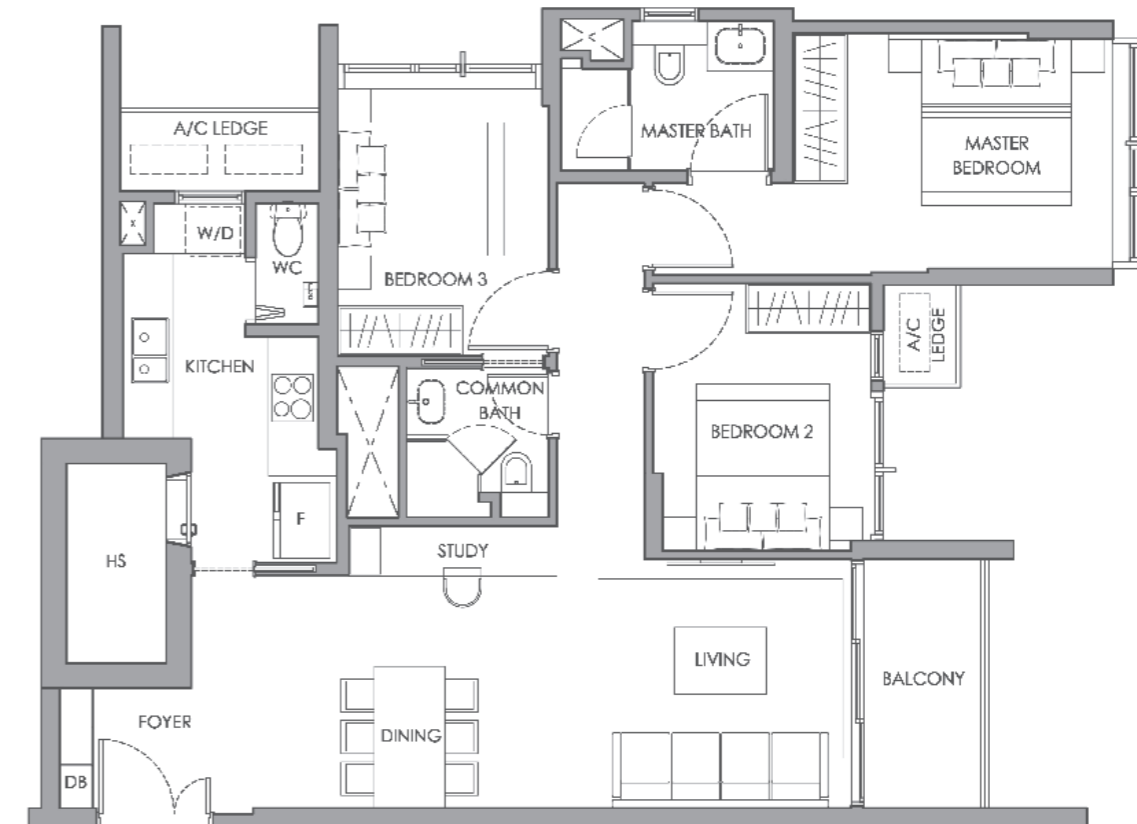 A/C LEDGE
MASTER BATH
MASTER
BEDROOM
W/D
WC
BEDROOM 3
A/C
LEDGE
KITCHEN
COMMON
BATH
BEDROOM 2
F
STUDY
HS
LIVING
BALCONY
FOYER
DINING
DB